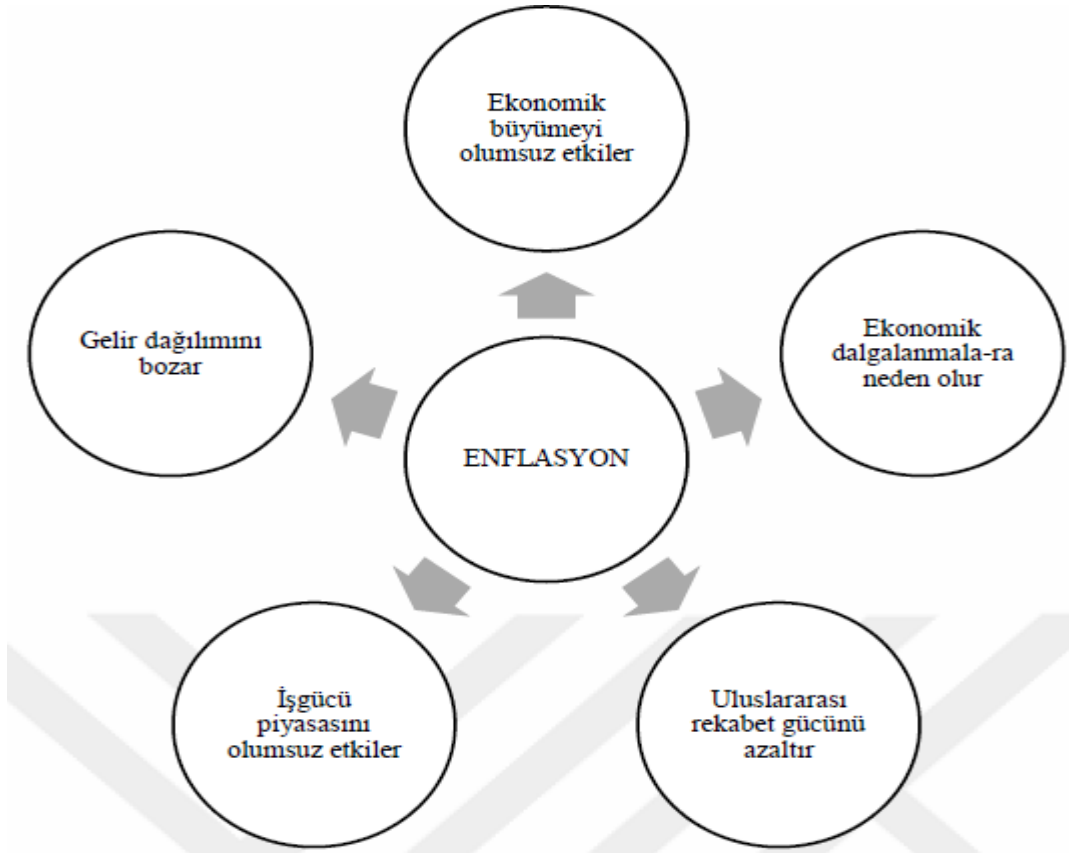 Ekonomik
büyümeyi
olumsuz etkiler
Gelir dağılımını
bozar
Ekonomik
dalgalanmala-ra
neden olur
ENFLASYON
İşgücü
piyasasını
olumsuz etkiler
Uluslararası
rekabet gücünü
azaltır